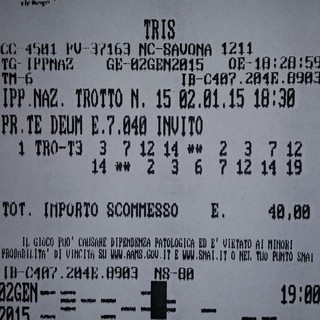 TRIS
CC-4501 PV-37163 NC-SAVONA 1211
TG-IPPNAZ GE-02GEN2015 OE-18:28:59
TM-6 IB-C407.204E.8903
IPP.NAZ. TROTTO N. 15 02.01.15 18:30
PR.TE DEUM E.7.040 INVITO
1 TRO-T3 3 7 12 14 ** 2 3 7 12
14 ** 2 3 6 7 12 14 19
TOT. IMPORTO SCOMMESSO E. 40,00
IL GIOCO PUO' CAUSARE DIPENDENZA PATOLOGICA ED E' VIETATO AI MINORI
PROBABILITA' DI VINCITA SU WWW.AAMS.GOV.IT E WWW.SNAI.IT O NEL TUO PUNTO SNAI
IB-C407.204E.8903 NS-80
02GEN 19:00
2015